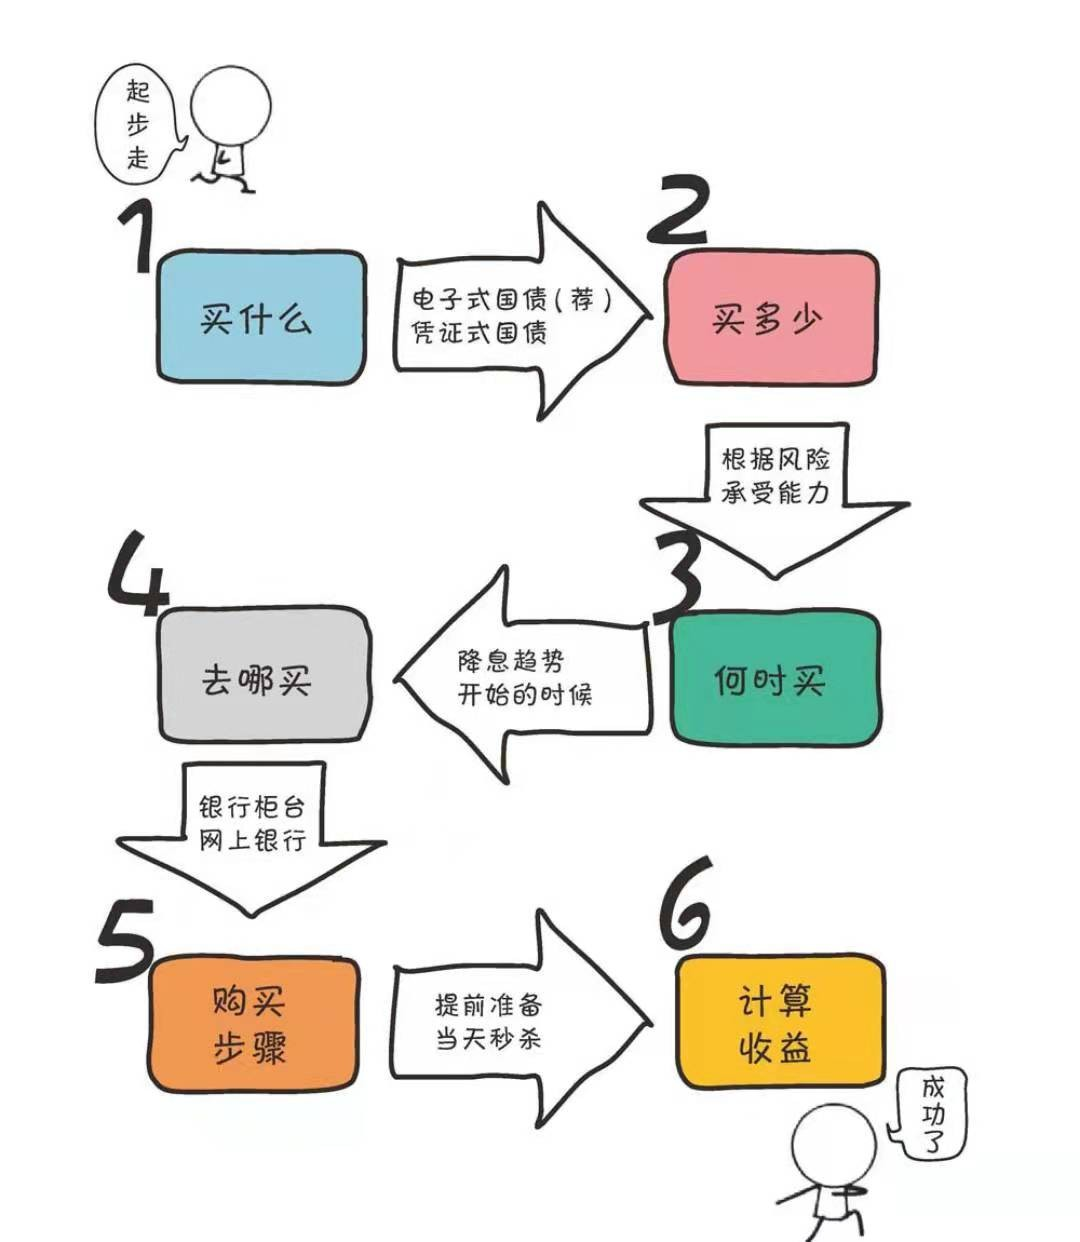 起步走
1
买什么
电子式国债(荐)
凭证式国债
2
买多少
根据风险
承受能力
3
何时买
降息趋势
开始的时候
4
去哪买
银行柜台
网上银行
5
购买
步骤
提前准备
当天秒杀
6
计算
收益
成功了